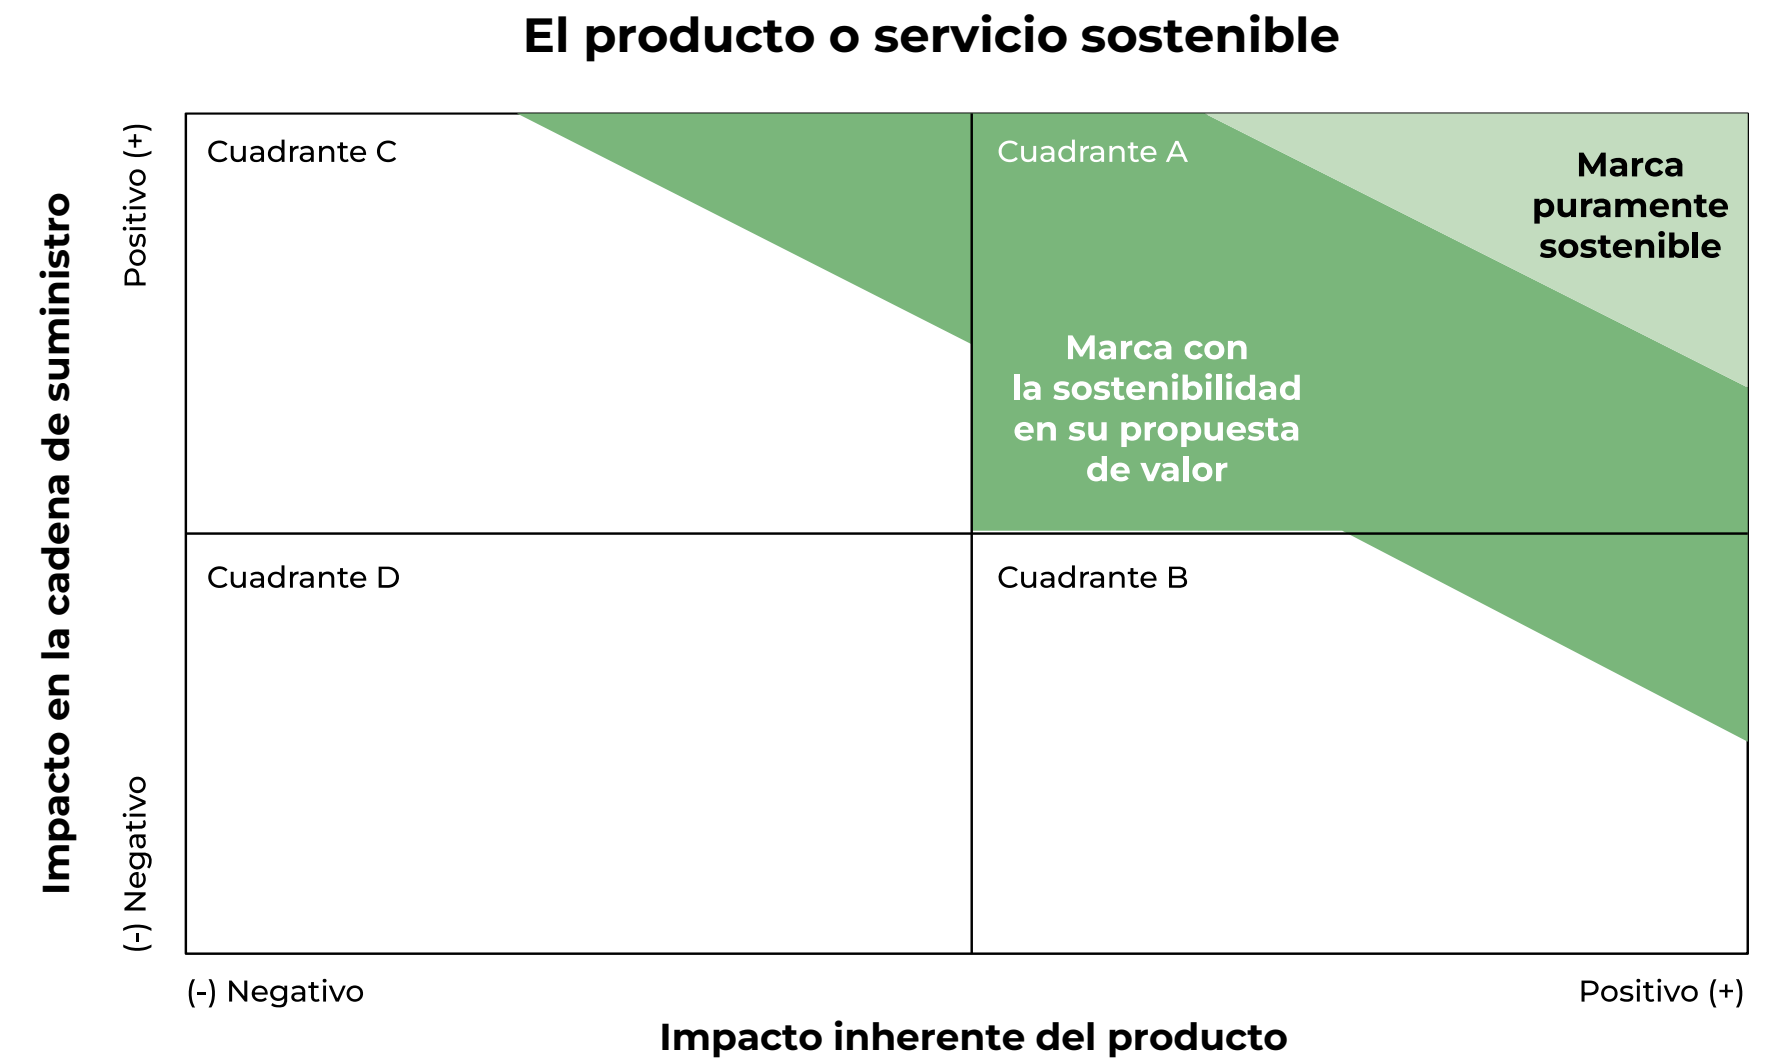 El producto o servicio sostenible
Impacto en la cadena de suministro
Positivo (+)
(-) Negativo
Cuadrante C
Cuadrante A
Marca
puramente
sostenible
Marca con
la sostenibilidad
en su propuesta
de valor
Cuadrante D
Cuadrante B
(-) Negativo
Positivo (+)
Impacto inherente del producto